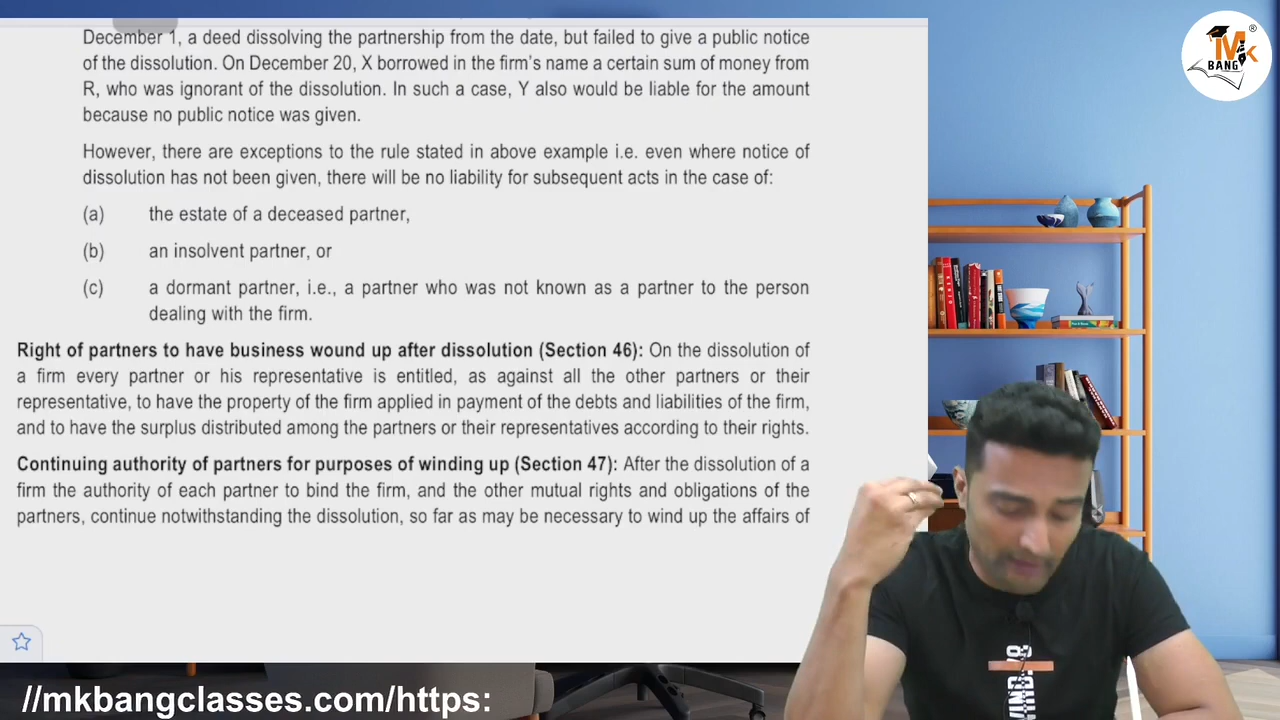 December 1, a deed dissolving the partnership from the date, but failed to give a public notice
of the dissolution. On December 20, X borrowed in the firm's name a certain sum of money from
R, who was ignorant of the dissolution. In such a case, Y also would be liable for the amount
because no public notice was given.
However, there are exceptions to the rule stated in above example i.e. even where notice of
dissolution has not been given, there will be no liability for subsequent acts in the case of:
(a) the estate of a deceased partner,
(b) an insolvent partner, or
(c) a dormant partner, i.e., a partner who was not known as a partner to the person
dealing with the firm.
Right of partners to have business wound up after dissolution (Section 46): On the dissolution of
a firm every partner or his representative is entitled, as against all the other partners or their
representative, to have the property of the firm applied in payment of the debts and liabilities of the firm,
and to have the surplus distributed among the partners or their representatives according to their rights.
Continuing authority of partners for purposes of winding up (Section 47): After the dissolution of a
firm the authority of each partner to bind the firm, and the other mutual rights and obligations of the
partners, continue notwithstanding the dissolution, so far as may be necessary to wind up the affairs of
MK
BANG
®
//mkbangclasses.com/https: